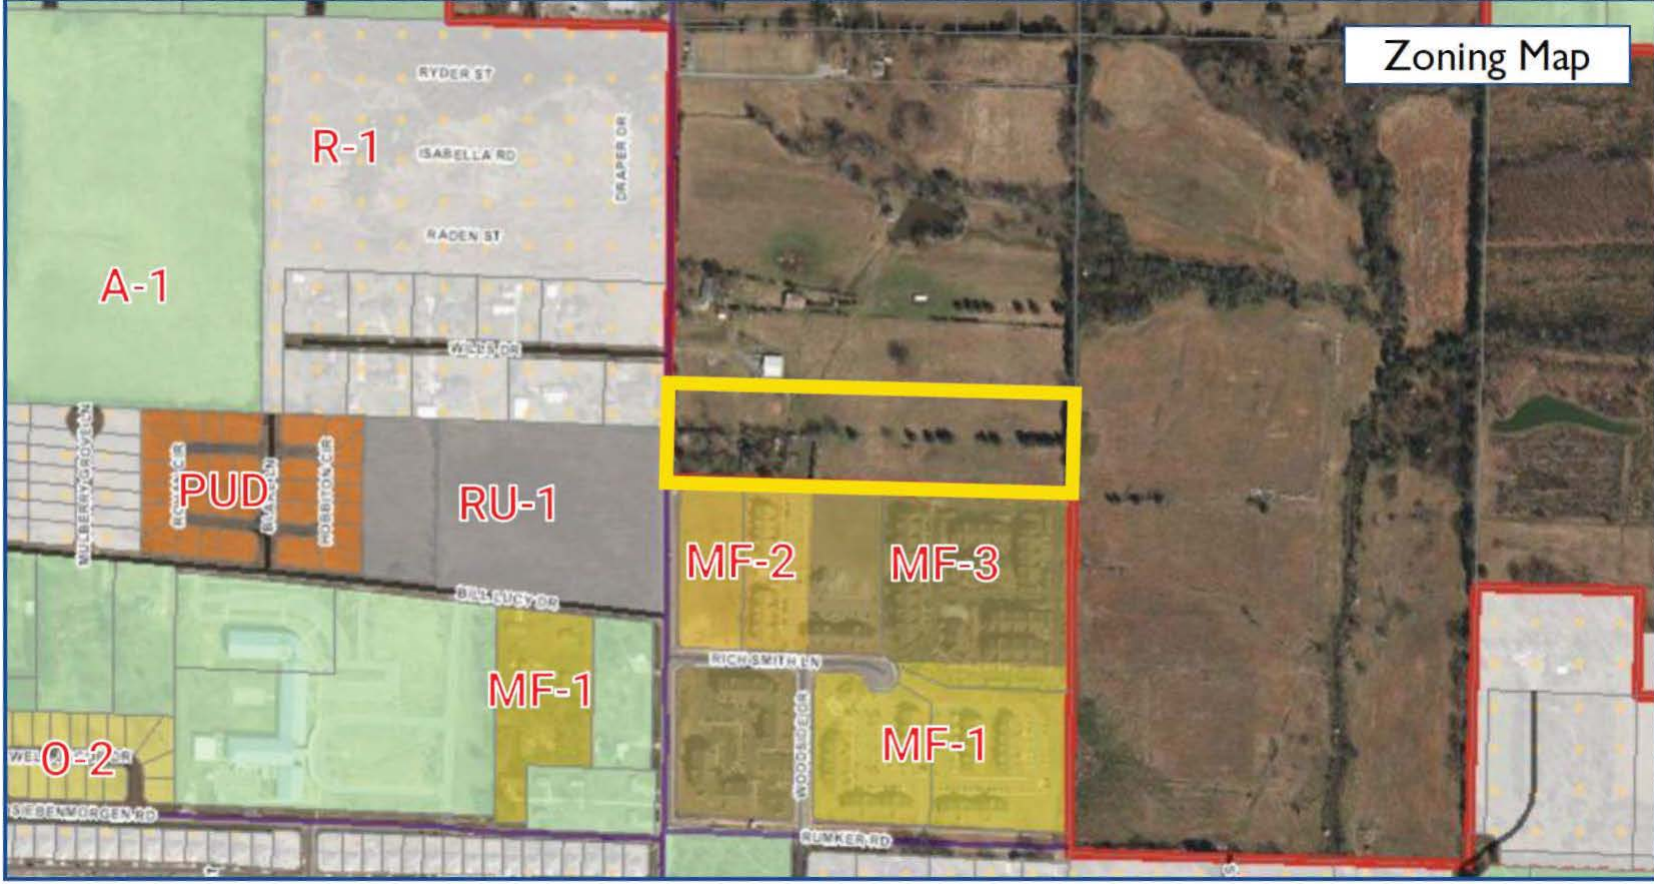 Zoning Map
RYDER ST
R-1
ISABELLA RD
DRAPER DR
RADEN ST
A-1
WILDS DR
MULBERRY GROVE LN
PUD
HOBBITON CIR
RU-1
MF-2
MF-3
BILL LUCY DR
RICH SMITH LN
MF-1
WOODSIDE DR
MF-1
O-2
SIEBENMORGEN RD
RUMKER RD